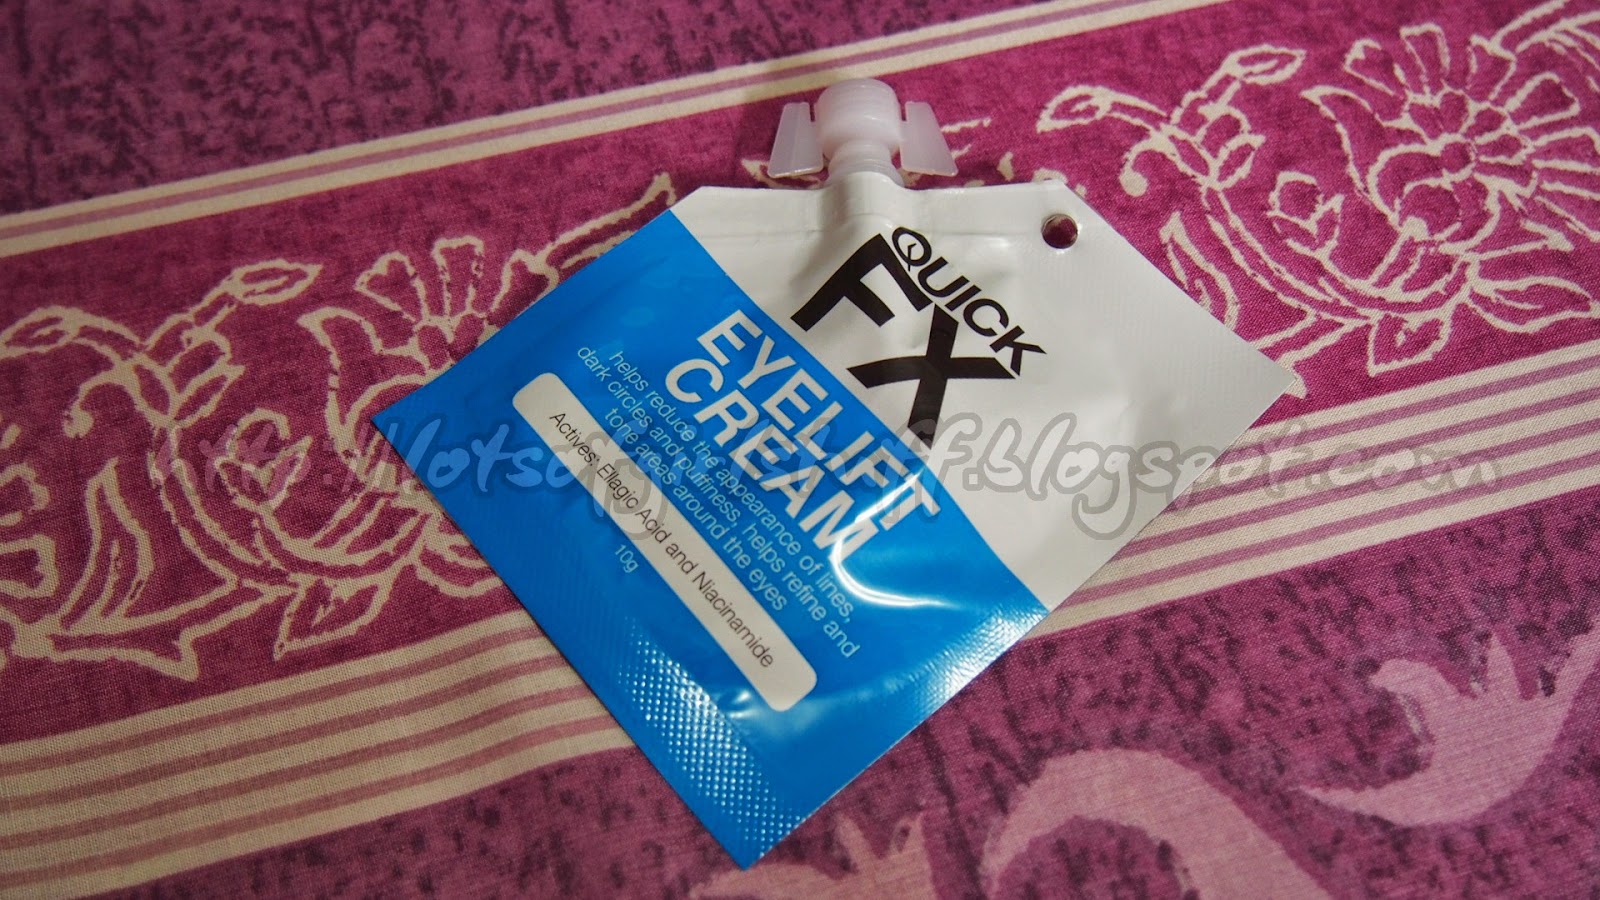 QUICK
FX
EYELIFT
CREAM
helps reduce the appearance of lines,
dark circles and puffiness, helps refine and
tone areas around the eyes
Actives: Ellagic Acid and Niacinamide
10g